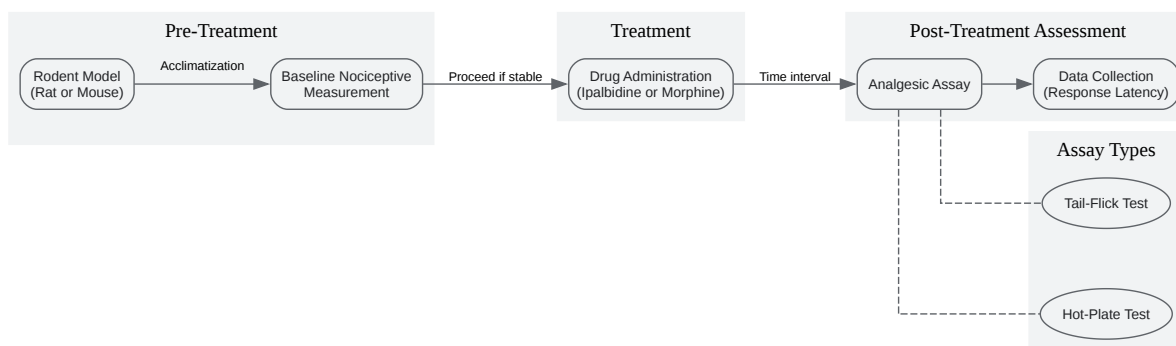 Pre-Treatment
Rodent Model
(Rat or Mouse)
Acclimatization
Baseline Nociceptive
Measurement
Proceed if stable
Treatment
Drug Administration
(Ipalbidine or Morphine)
Time interval
Post-Treatment Assessment
Analgesic Assay
Data Collection
(Response Latency)
Assay Types
Tail-Flick Test
Hot-Plate Test